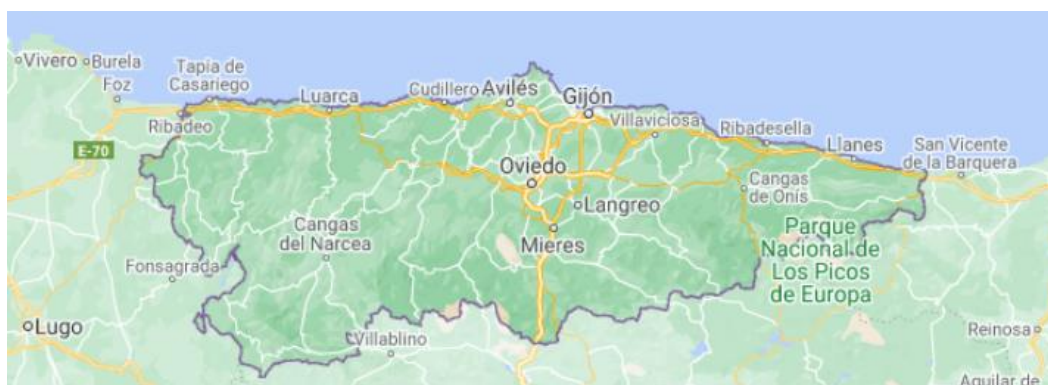 Vivero
Burela
Foz
Tapia de
Casariego
Ribadeo
E-70
Luarca
Cudillero
Avilés
Gijón
Villaviciosa
Ribadesella
Llanes
San Vicente
de la Barquera
Oviedo
Langreo
Cangas
de Onís
Mieres
Cangas
del Narcea
Parque
Nacional de
Los Picos
de Europa
Fonsagrada
Lugo
Villablino
Reinosa
Aguilar de